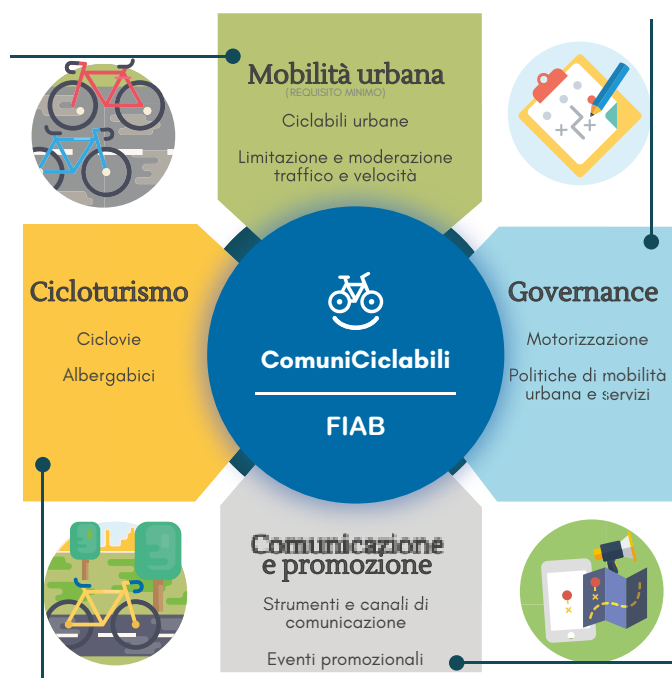 Mobilità urbana
(REQUISITO MINIMO)
Ciclabili urbane
Limitazione e moderazione
traffico e velocità
Cicloturismo
Ciclovie
Albergabici
ComuniCiclabili
FIAB
Governance
Motorizzazione
Politiche di mobilità
urbana e servizi
Comunicazione
e promozione
Strumenti e canali di
comunicazione
Eventi promozionali